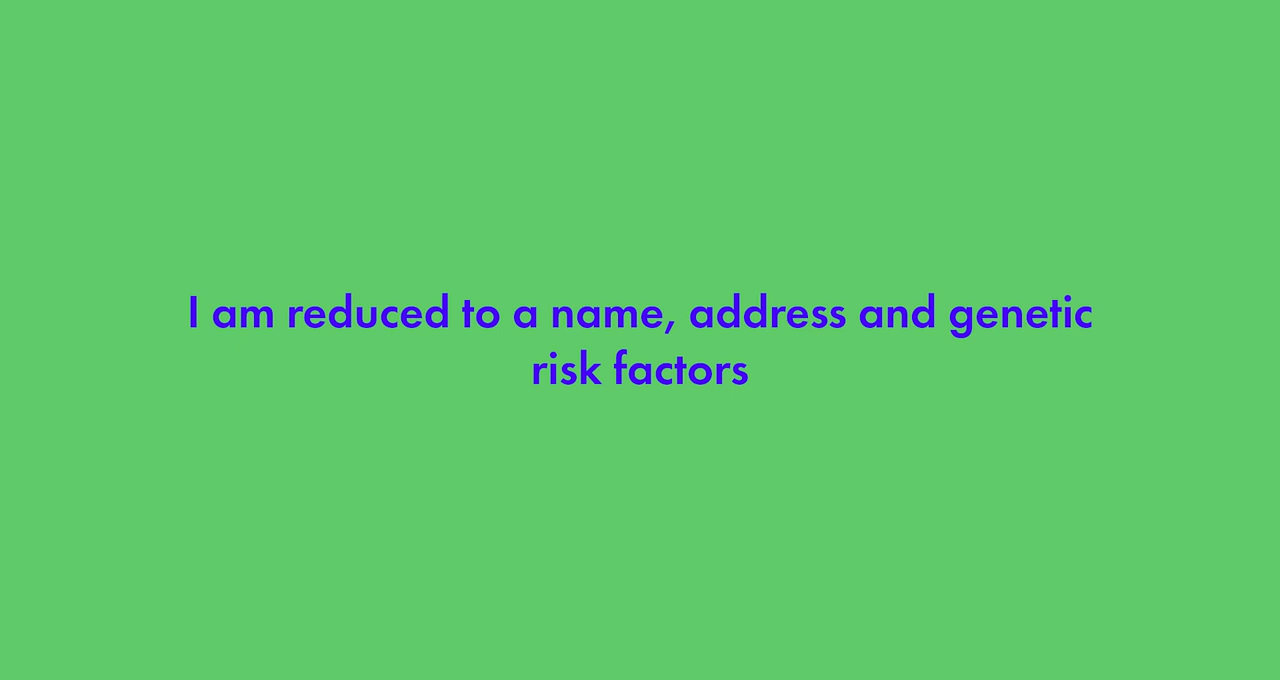 I am reduced to a name, address and genetic
risk factors